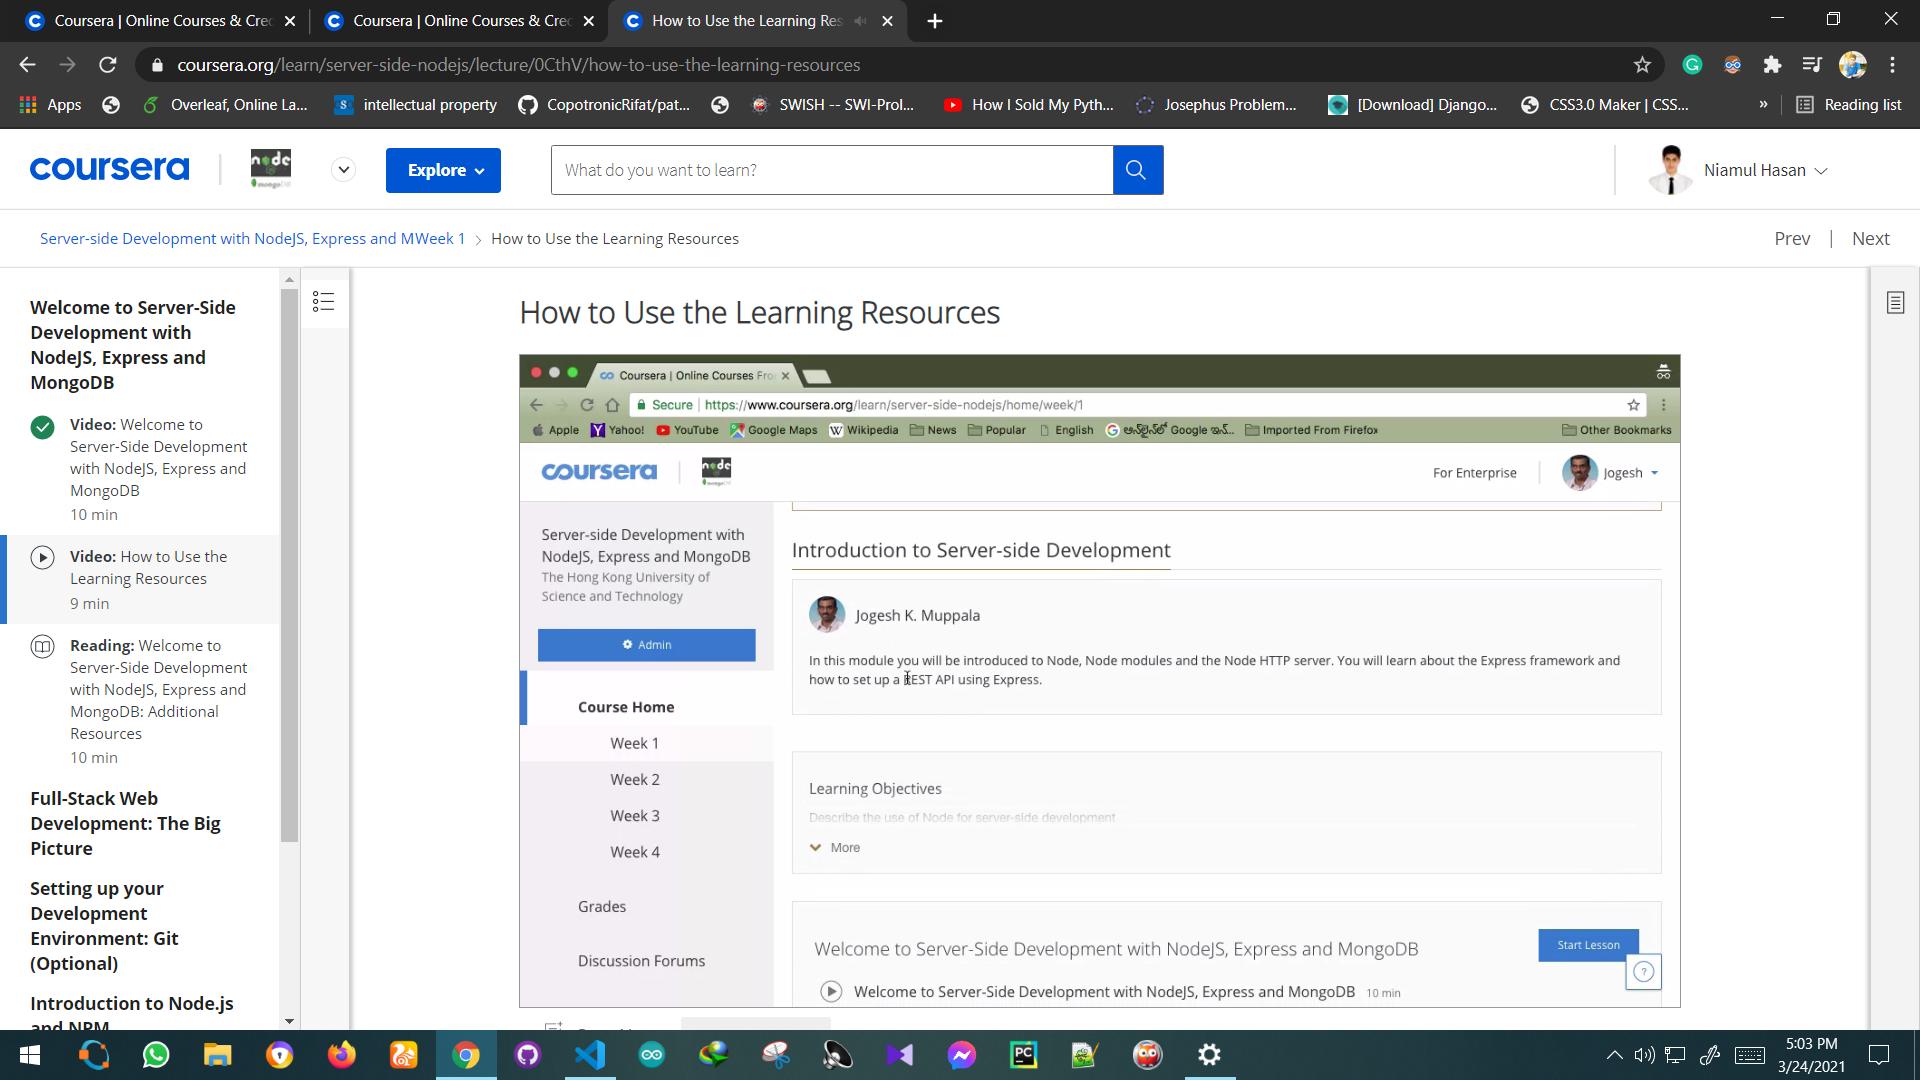 Coursera | Online Courses & Cre
Coursera | Online Courses & Cre
How to Use the Learning Res
coursera.org/learn/server-side-nodejs/lecture/0CthV/how-to-use-the-learning-resources
Apps
Overleaf, Online La...
intellectual property
CopotronicRifat/pat...
SWISH -- SWI-Prol...
How I Sold My Pyth...
Josephus Problem...
[Download] Django...
CSS3.0 Maker | CSS...
»
Reading list
coursera
node
Explore
What do you want to learn?
Niamul Hasan
Server-side Development with NodeJS, Express and MWeek 1 > How to Use the Learning Resources
Prev | Next
Welcome to Server-Side
Development with
NodeJS, Express and
MongoDB
Video: Welcome to
Server-Side Development
with NodeJS, Express and
MongoDB
10 min
Video: How to Use the
Learning Resources
9 min
Reading: Welcome to
Server-Side Development
with NodeJS, Express and
MongoDB: Additional
Resources
10 min
Full-Stack Web
Development: The Big
Picture
Setting up your
Development
Environment: Git
(Optional)
Introduction to Node.js
and NPM
How to Use the Learning Resources
Coursera | Online Courses Fro
Secure | https://www.coursera.org/learn/server-side-nodejs/home/week/1
Apple
Yahoo!
YouTube
Google Maps
Wikipedia
News
Popular
English
Imported From Firefox
Other Bookmarks
coursera
node
For Enterprise
Jogesh
Server-side Development with
NodeJS, Express and MongoDB
The Hong Kong University of
Science and Technology
Admin
Course Home
Week 1
Week 2
Week 3
Week 4
Grades
Discussion Forums
Introduction to Server-side Development
Jogesh K. Muppala
In this module you will be introduced to Node, Node modules and the Node HTTP server. You will learn about the Express framework and
how to set up a REST API using Express.
Learning Objectives
Describe the use of Node for server-side development
More
Welcome to Server-Side Development with NodeJS, Express and MongoDB
Start Lesson
Welcome to Server-Side Development with NodeJS, Express and MongoDB 10 min
5:03 PM
3/24/2021